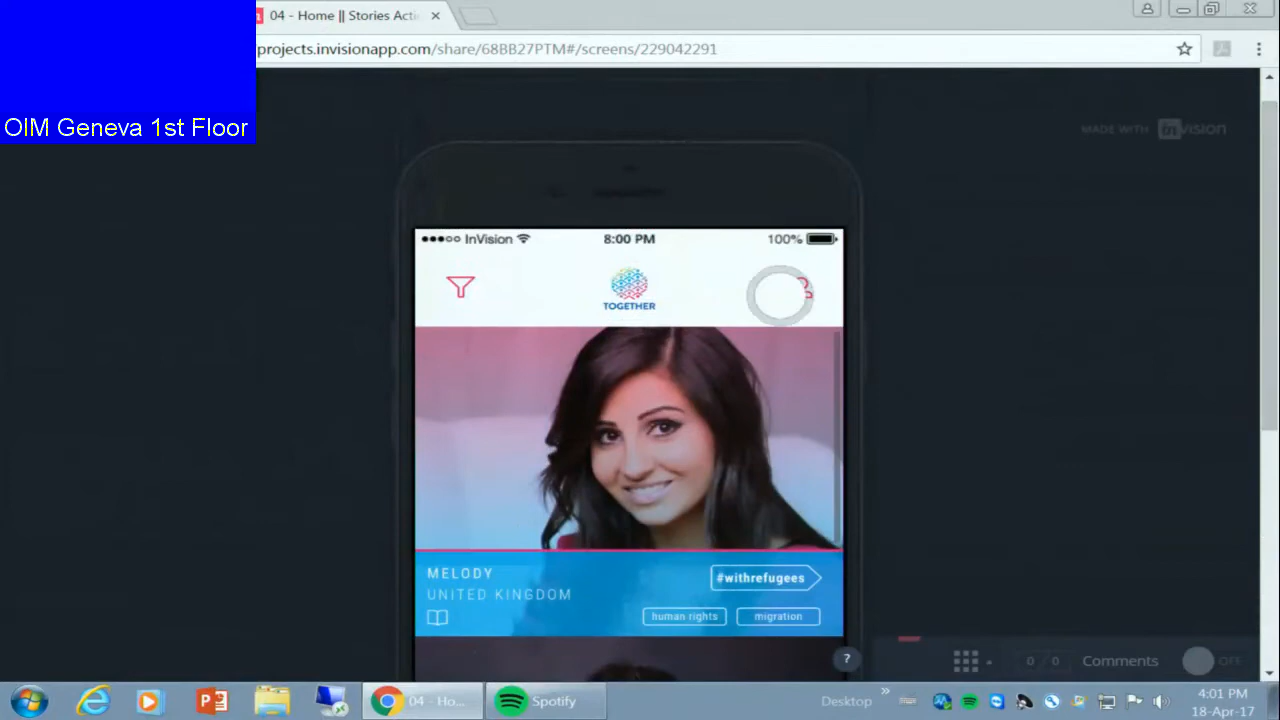 04 - Home || Stories Acti
projects.invisionapp.com/share/68BB27PTM#/screens/229042291
OIM Geneva 1st Floor
MADE WITH inVision
InVision
8:00 PM
100%
TOGETHER
MELODY
#withrefugees
UNITED KINGDOM
human rights
migration
?
0 / 0
Comments
OFF
04 - Ho...
Spotify
Desktop
»
4:01 PM
18-Apr-17